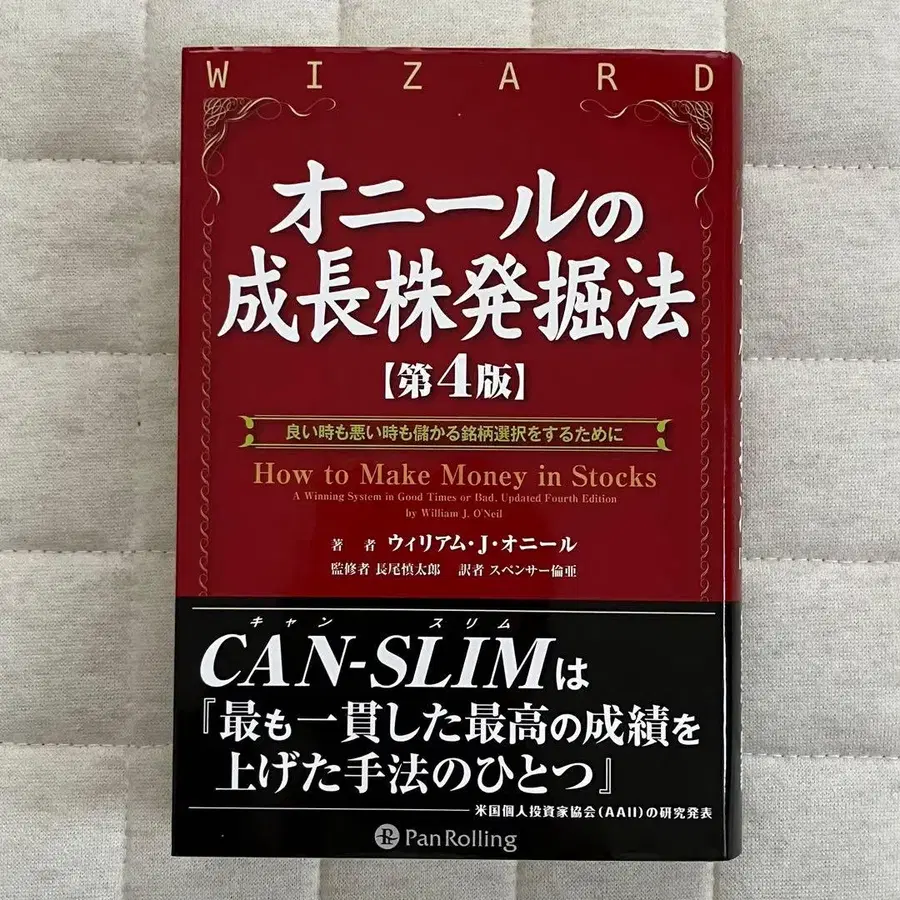 WIZARD
オニールの
成長株発掘法
【第4版】
良い時も悪い時も儲かる銘柄選択をするために
How to Make Money in Stocks
A Winning System in Good Times or Bad, Updated Fourth Edition
by William J. O'Neil
著者 ウィリアム・J・オニール
監修者 長尾慎太郎 訳者 スペンサー倫亜
キャン スリム
CAN-SLIMは
『最も一貫した最高の成績を
上げた手法のひとつ』
米国個人投資家協会(AAII)の研究発表
PanRolling